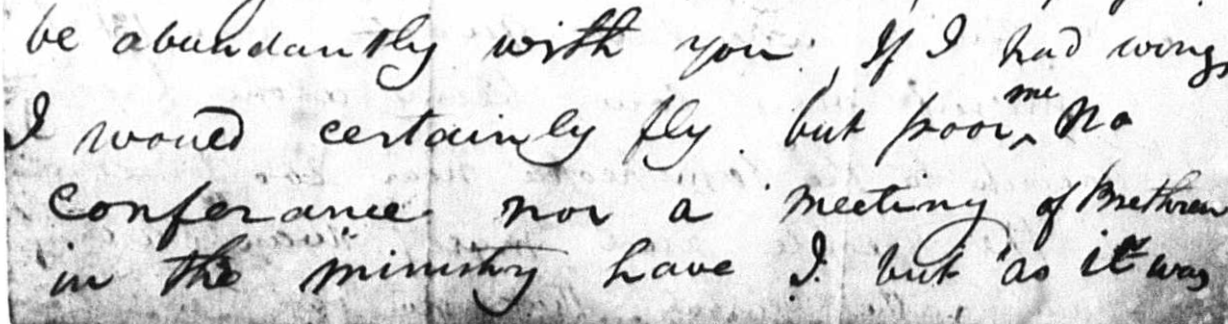 be abundantly with you. If I had wings
I woued certainly fly. but poor ^me No
conferance nor a meeting of Brethren
in the ministry have I. but as it was